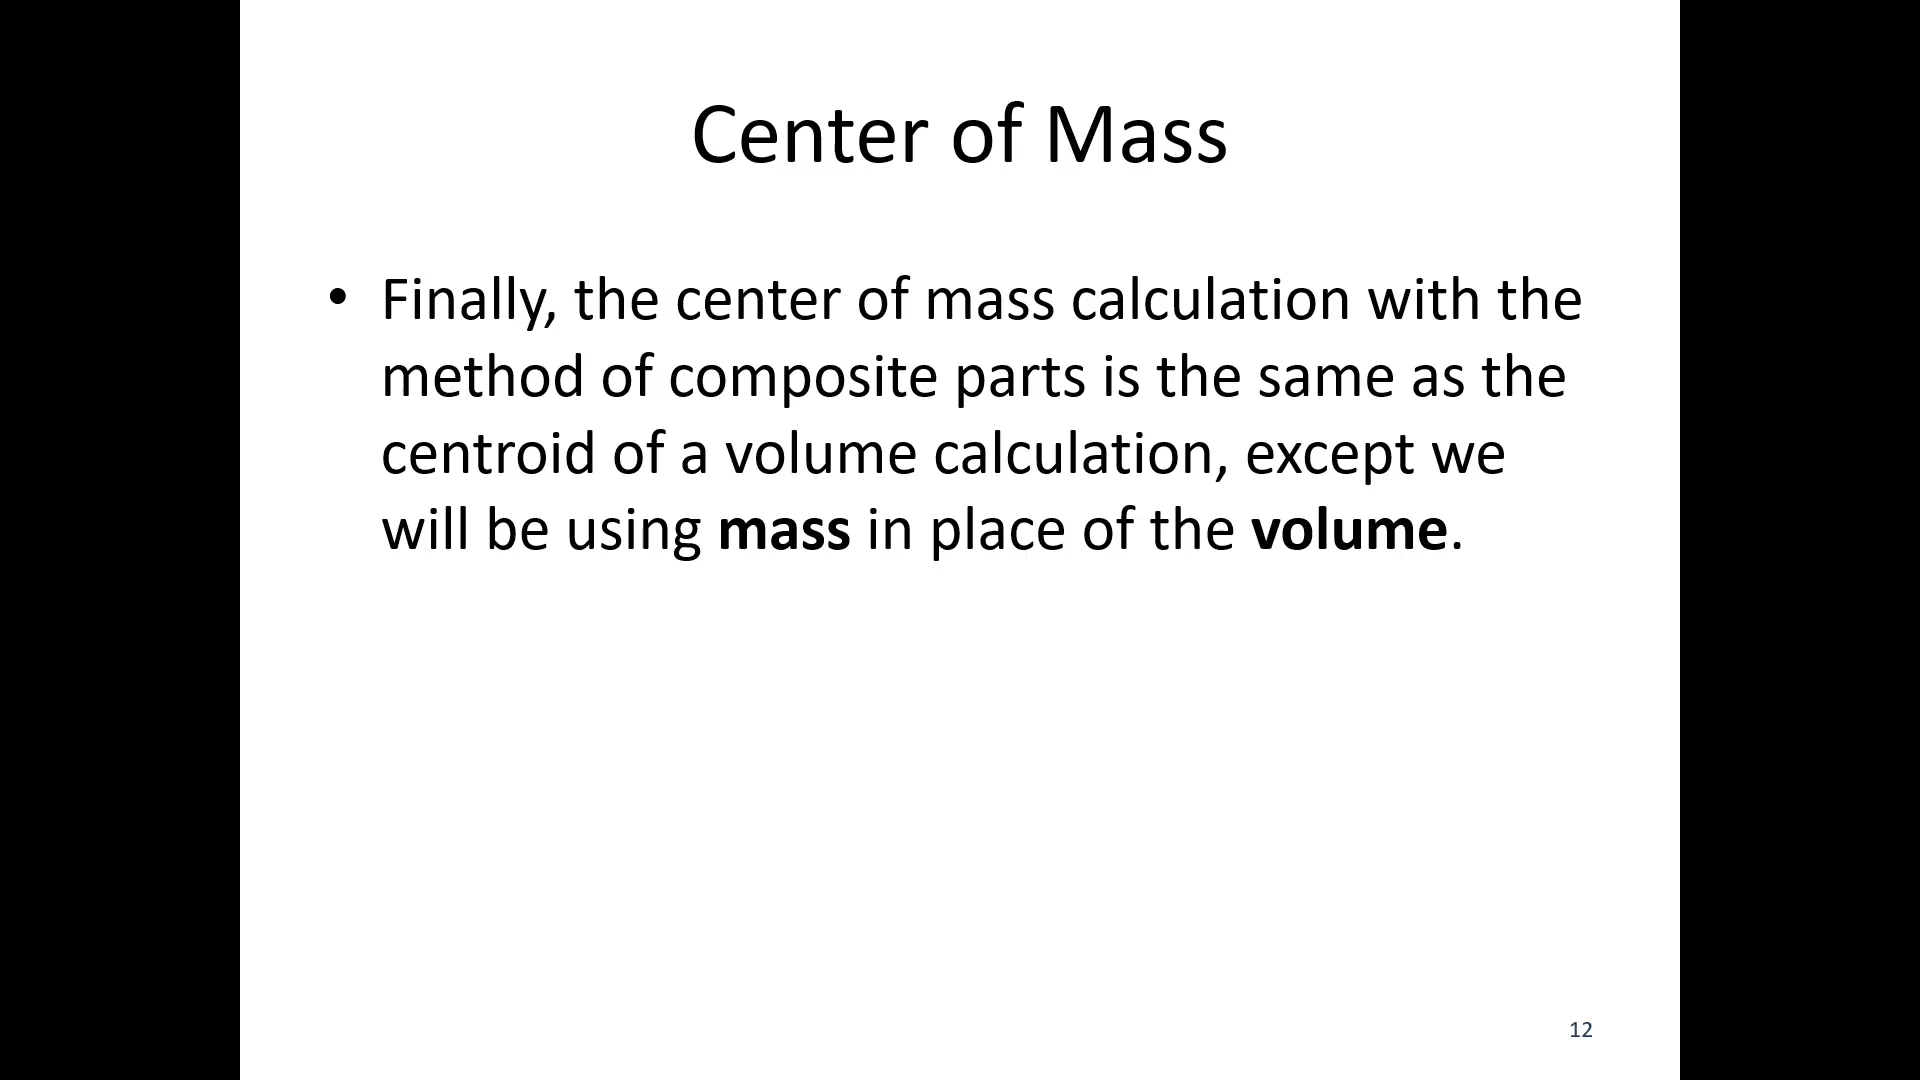 Center of Mass
• Finally, the center of mass calculation with the
method of composite parts is the same as the
centroid of a volume calculation, except we
will be using mass in place of the volume.
12